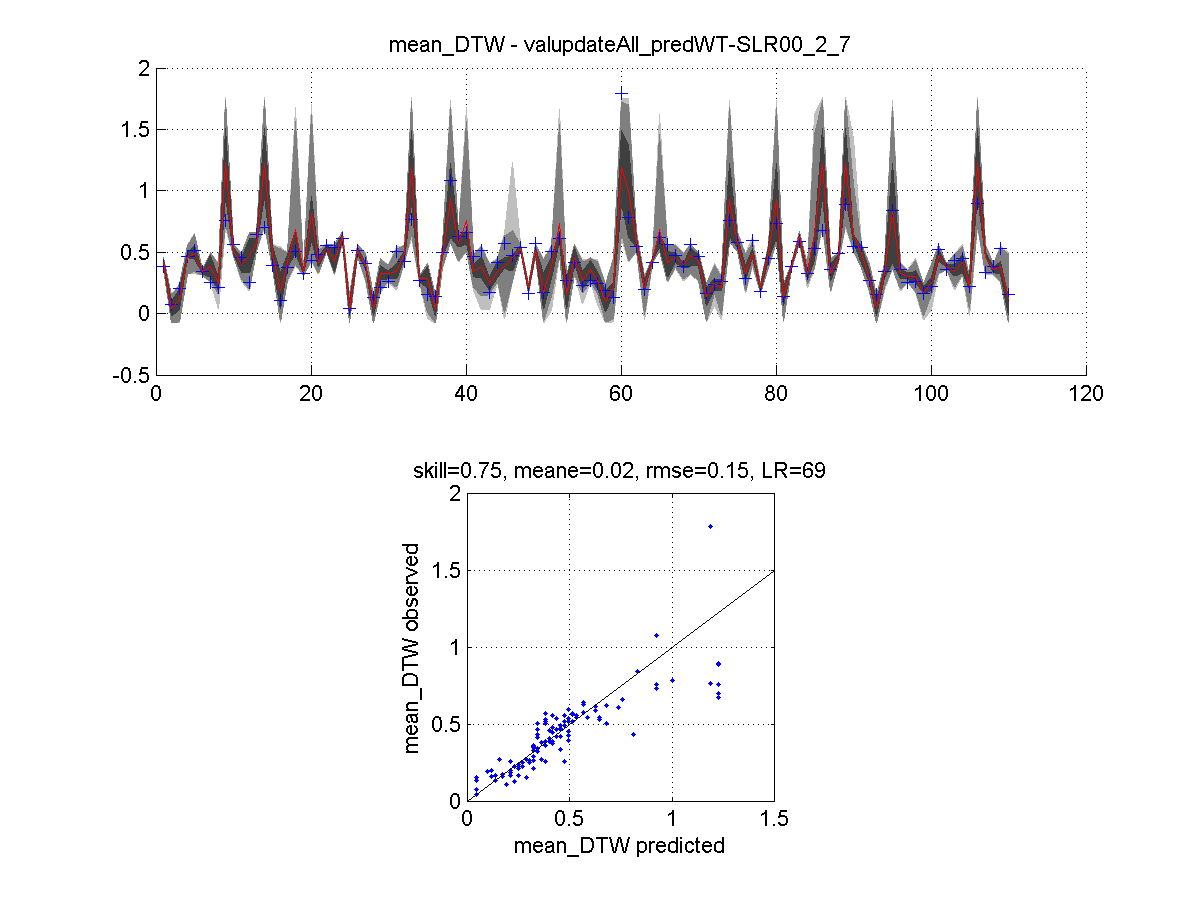 mean_DTW - valupdateAll_predWT-SLR00_2_7
2
1.5
1
0.5
0
-0.5
0 20 40 60 80 100 120
skill=0.75, meane=0.02, rmse=0.15, LR=69
mean_DTW observed
2
1.5
1
0.5
0
0 0.5 1 1.5
mean_DTW predicted